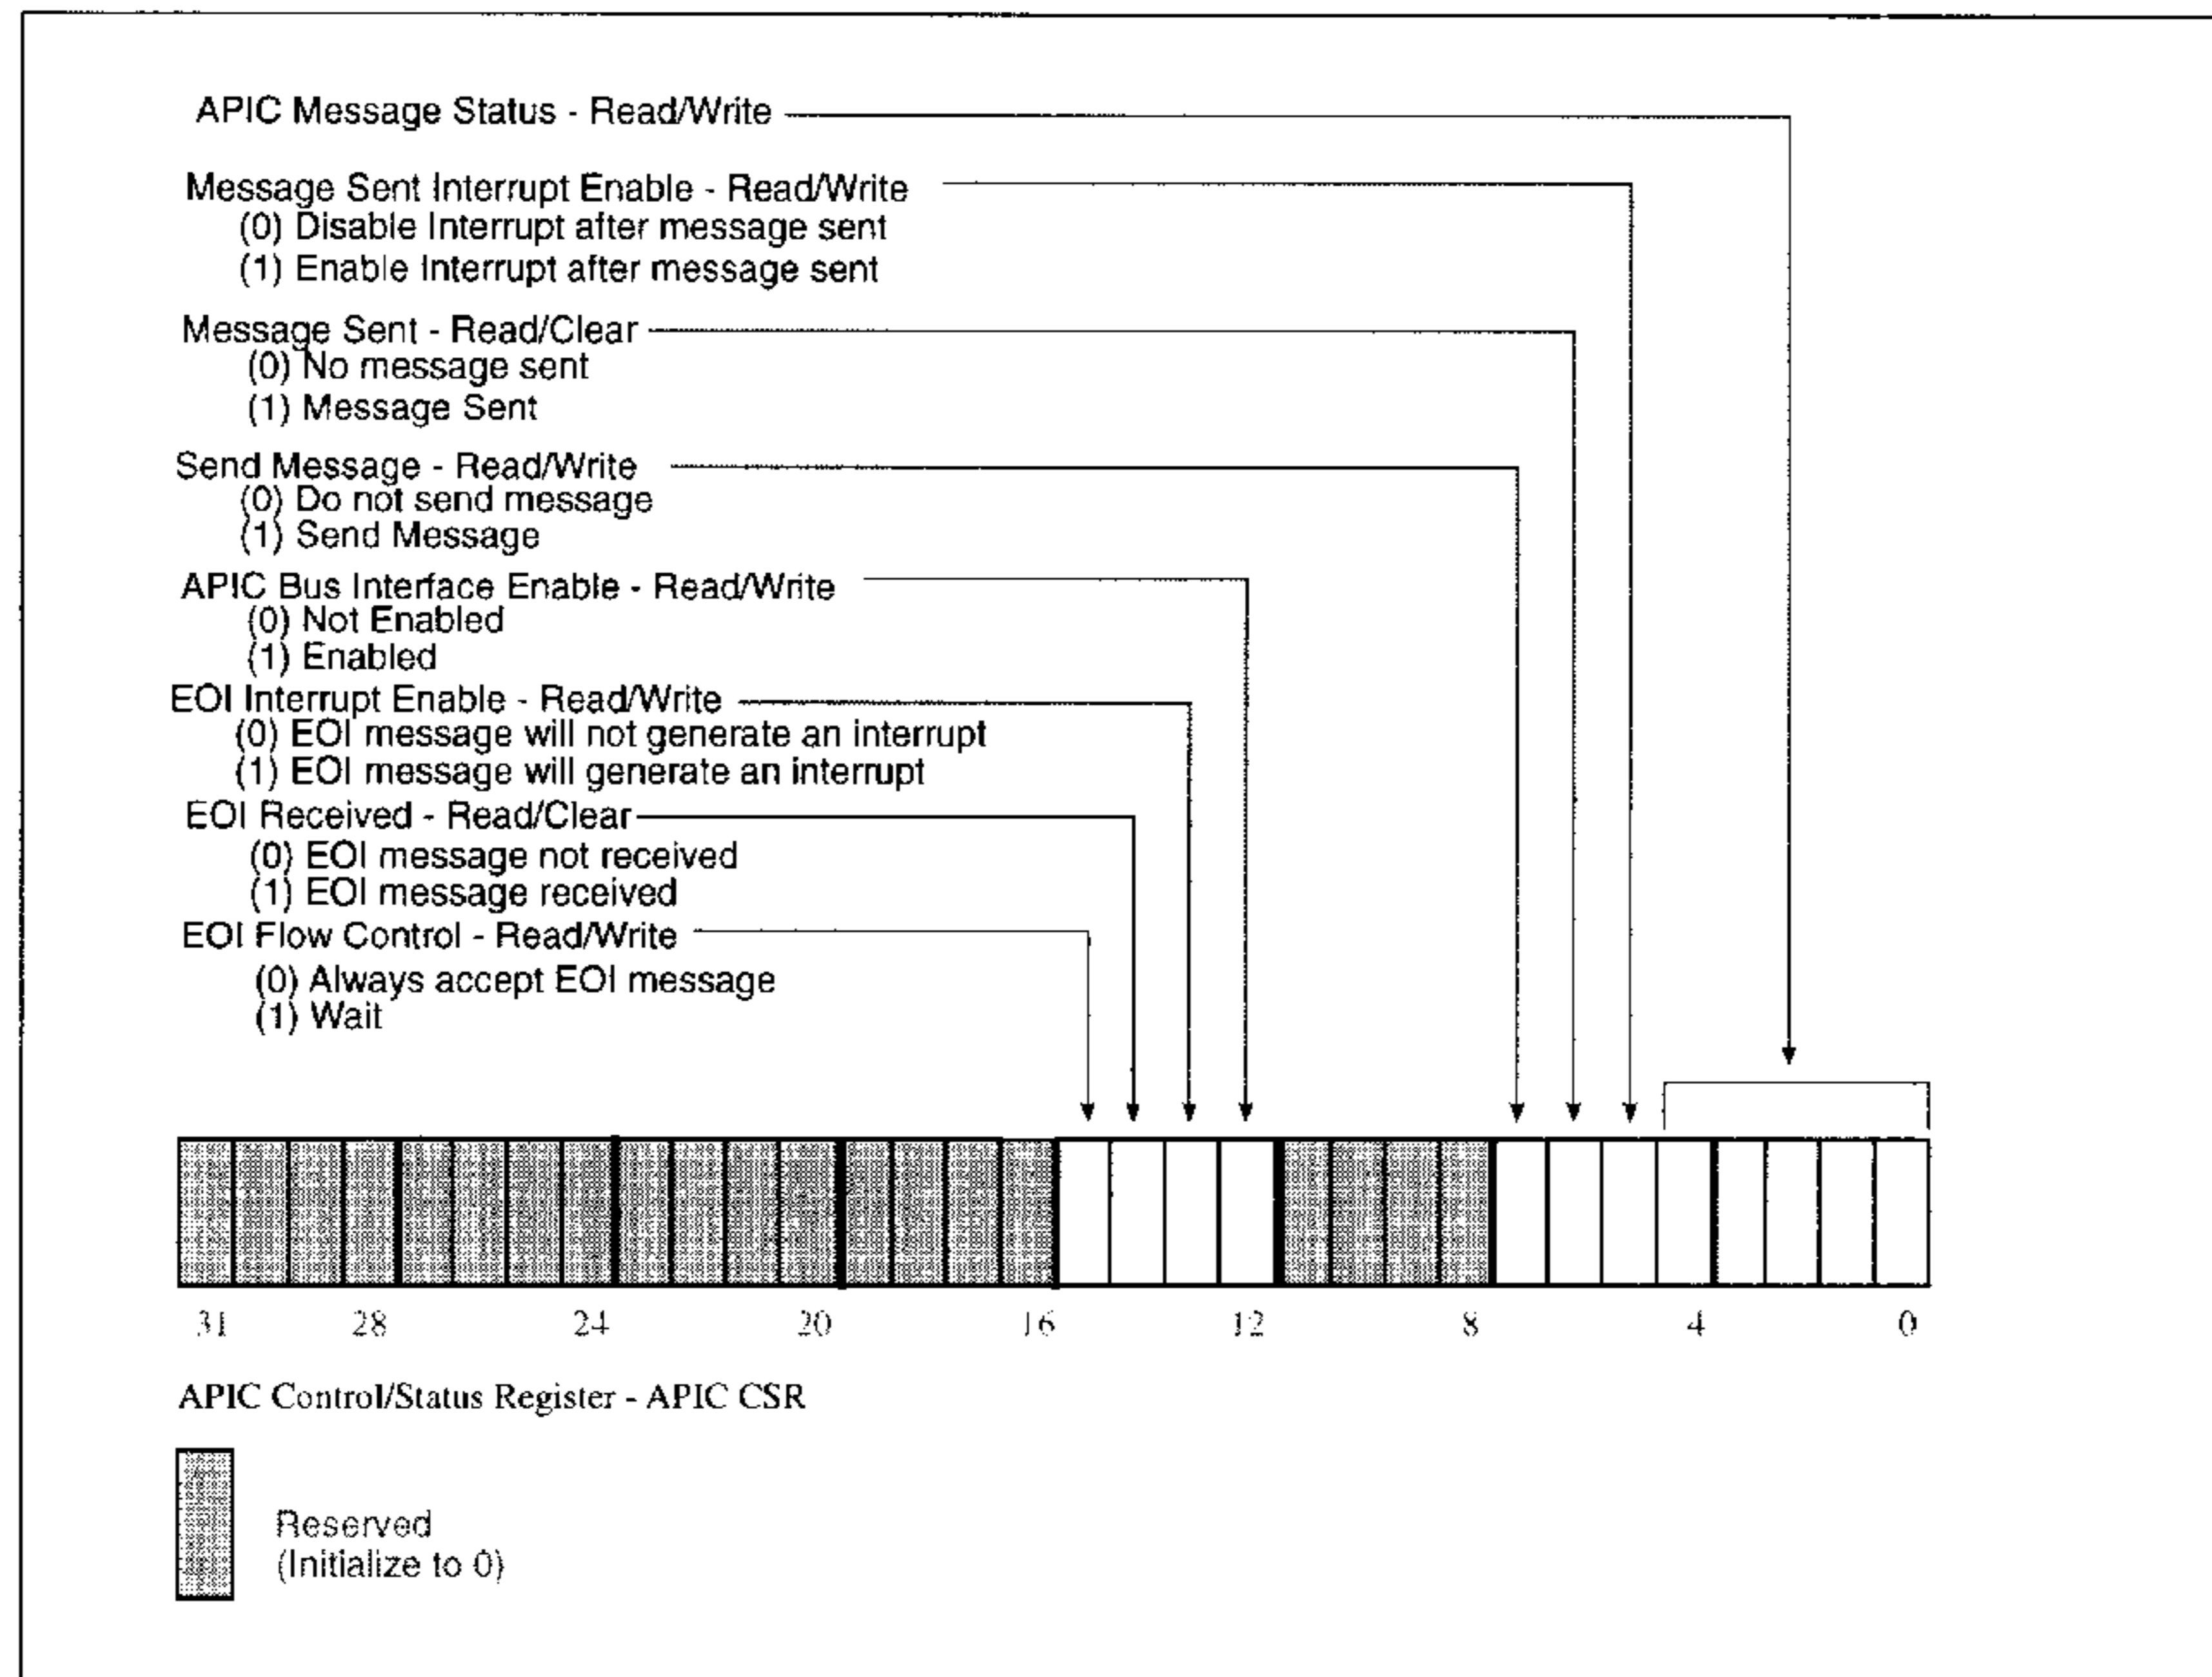 APIC Message Status - Read/Write
Message Sent Interrupt Enable - Read/Write
(0) Disable Interrupt after message sent
(1) Enable Interrupt after message sent
Message Sent - Read/Clear
(0) No message sent
(1) Message Sent
Send Message - Read/Write
(0) Do not send message
(1) Send Message
APIC Bus Interface Enable - Read/Write
(0) Not Enabled
(1) Enabled
EOI Interrupt Enable - Read/Write
(0) EOI message will not generate an interrupt
(1) EOI message will generate an interrupt
EOI Received - Read/Clear
(0) EOI message not received
(1) EOI message received
EOI Flow Control - Read/Write
(0) Always accept EOI message
(1) Wait
31 28 24 20 16 12 8 4 0
APIC Control/Status Register - APIC CSR
Reserved
(Initialize to 0)